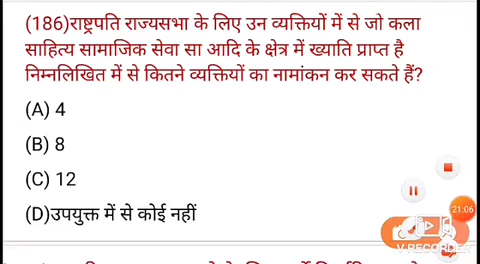 (186)राष्ट्रपति राज्यसभा के लिए उन व्यक्तियों में से जो कला
साहित्य सामाजिक सेवा सा आदि के क्षेत्र में ख्याति प्राप्त है
निम्नलिखित में से कितने व्यक्तियों का नामांकन कर सकते हैं?
(A) 4
(B) 8
(C) 12
(D)उपयुक्त में से कोई नहीं
21:06
V RECORDER